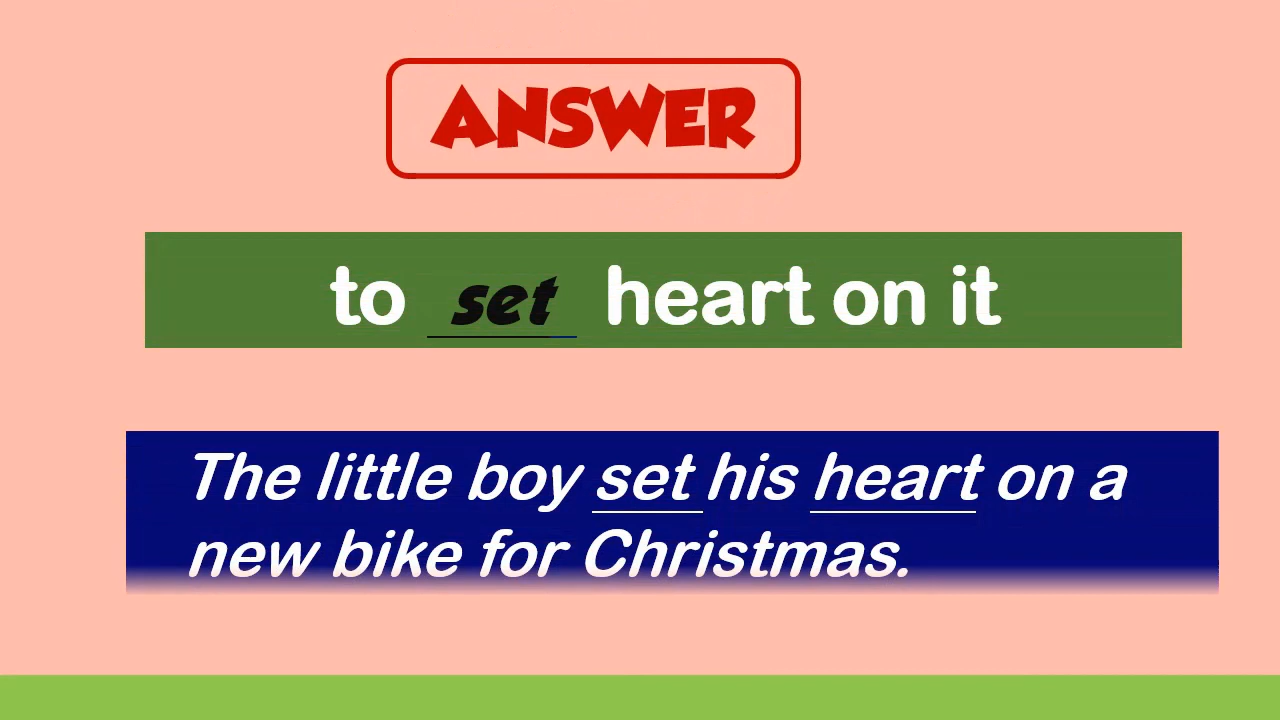 ANSWER
to set heart on it
The little boy set his heart on a
new bike for Christmas.